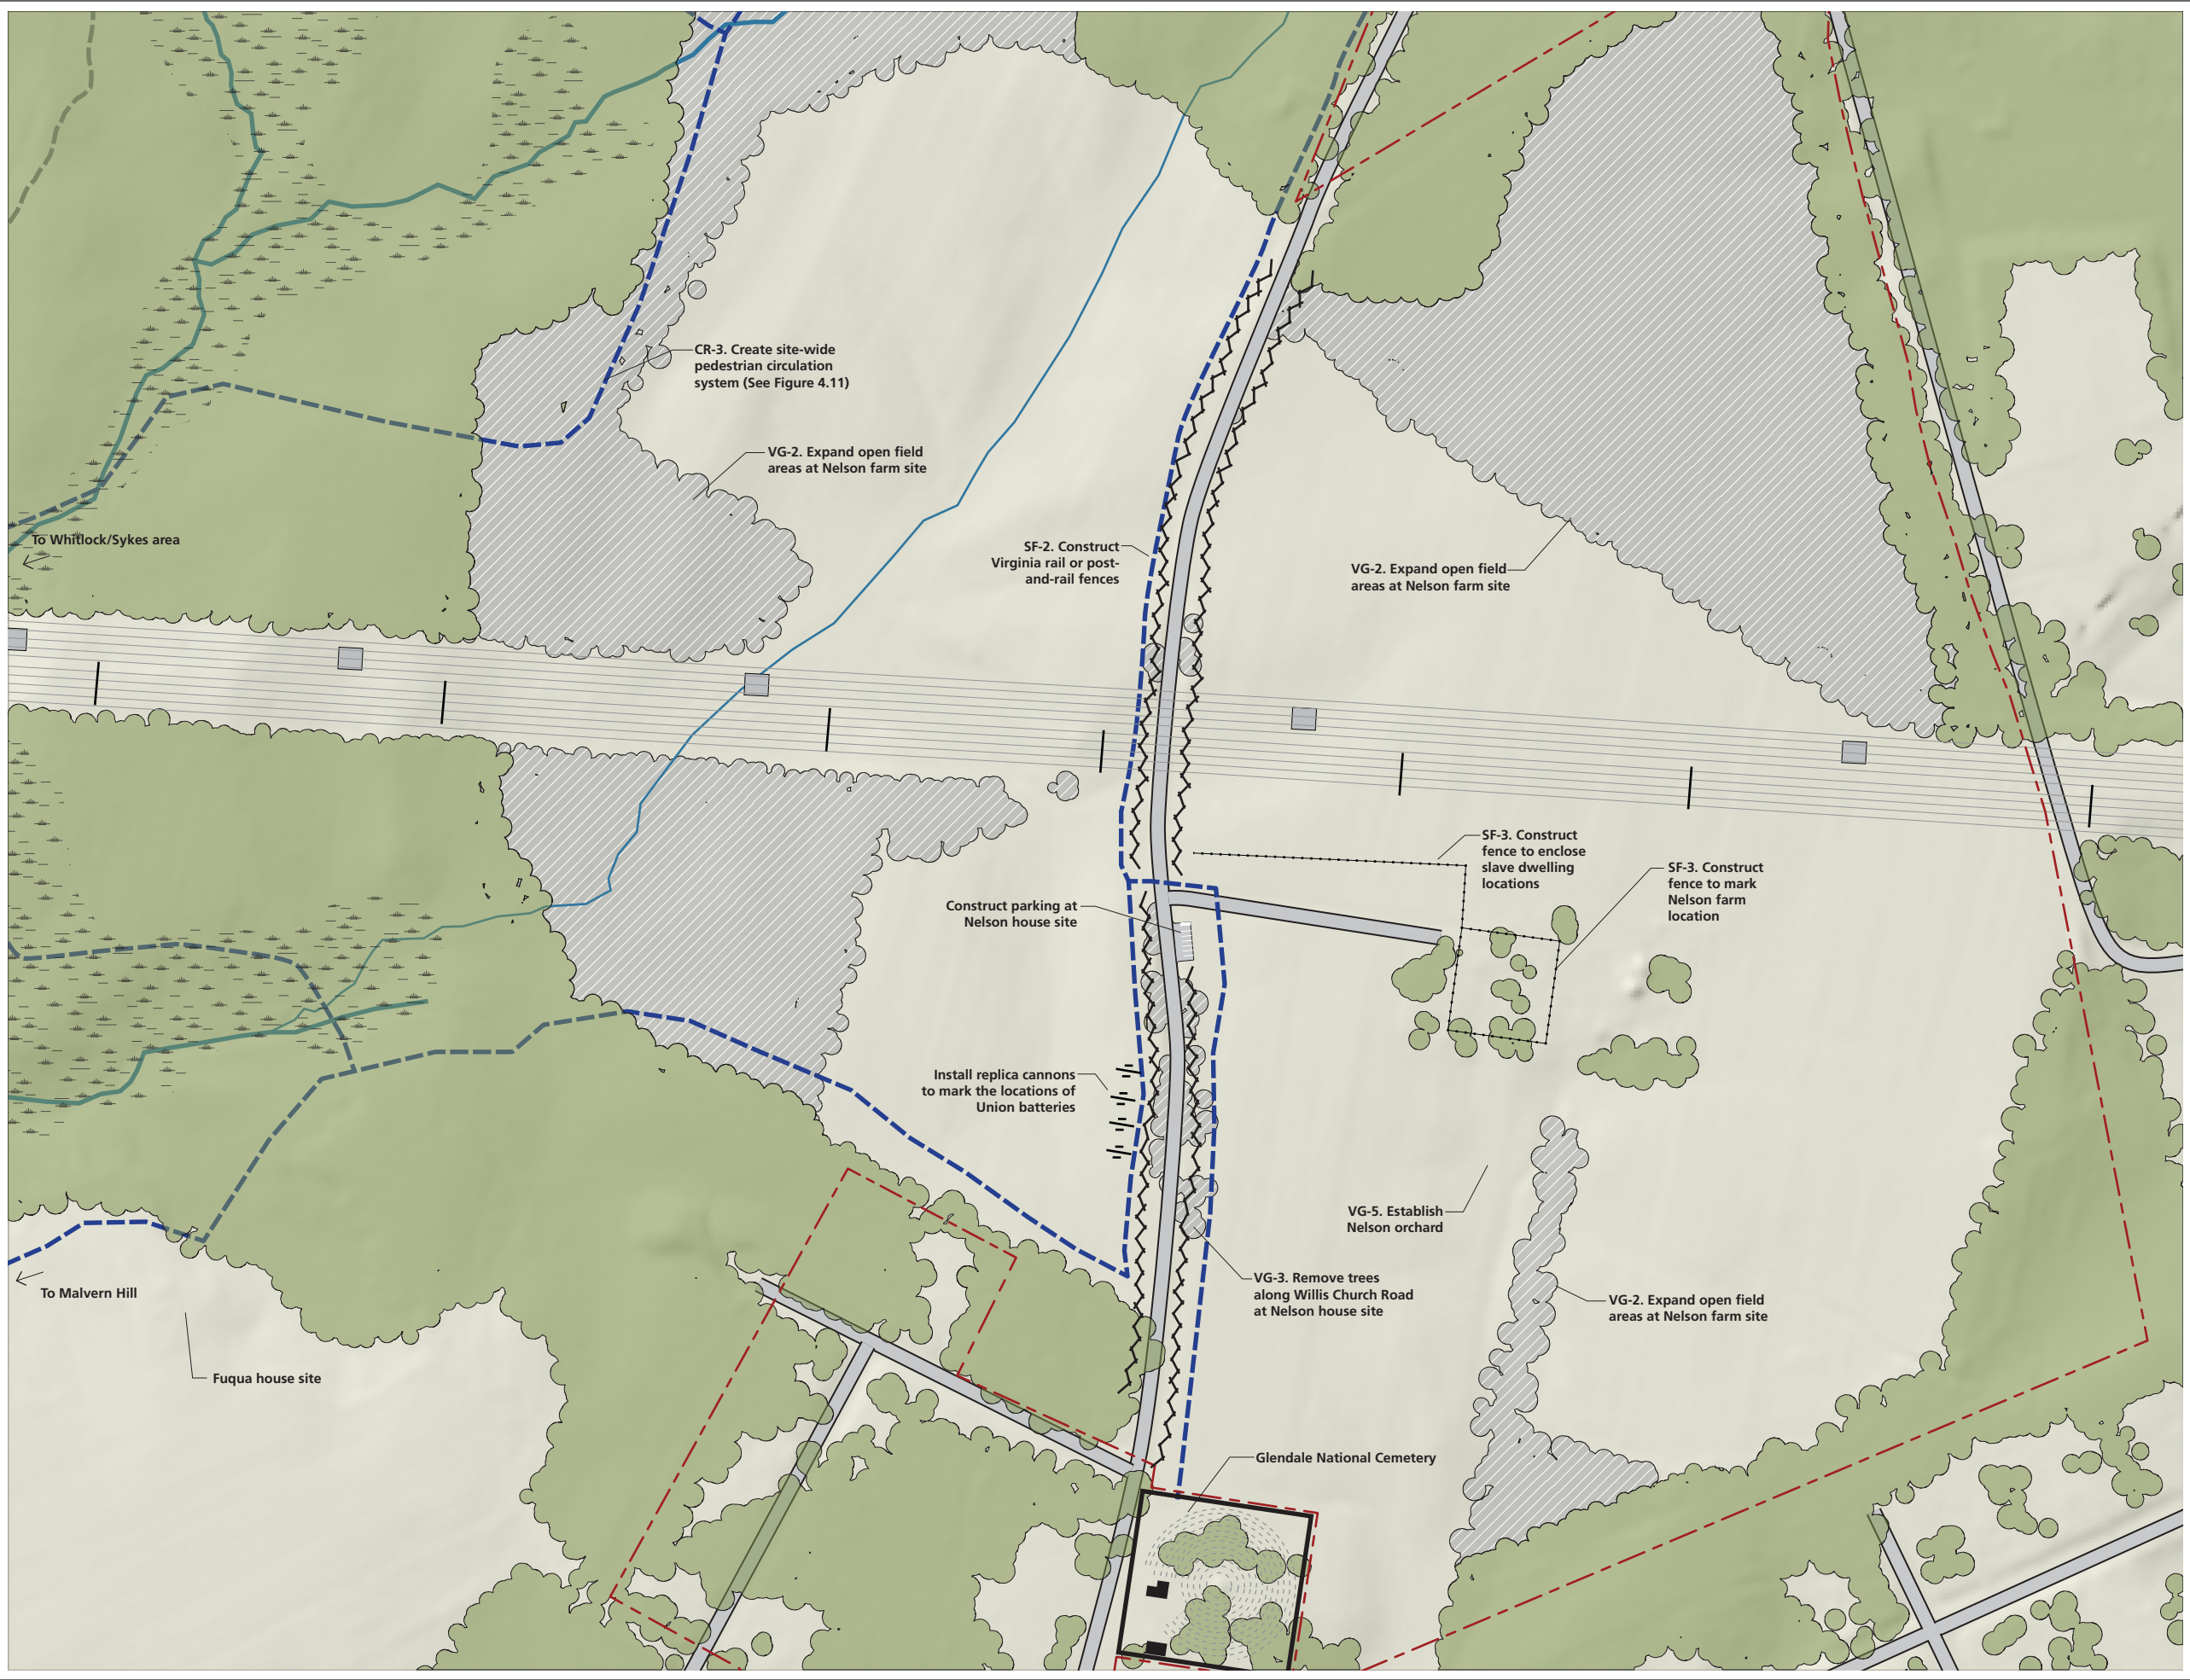 CR-3. Create site-wide
pedestrian circulation
system (See Figure 4.11)
VG-2. Expand open field
areas at Nelson farm site
To Whitlock/Sykes area
SF-2. Construct
Virginia rail or post-
and-rail fences
VG-2. Expand open field
areas at Nelson farm site
SF-3. Construct
fence to enclose
slave dwelling
locations
SF-3. Construct
fence to mark
Nelson farm
location
Construct parking at
Nelson house site
Install replica cannons
to mark the locations of
Union batteries
VG-5. Establish
Nelson orchard
To Malvern Hill
VG-3. Remove trees
along Willis Church Road
at Nelson house site
VG-2. Expand open field
areas at Nelson farm site
Fuqua house site
Glendale National Cemetery